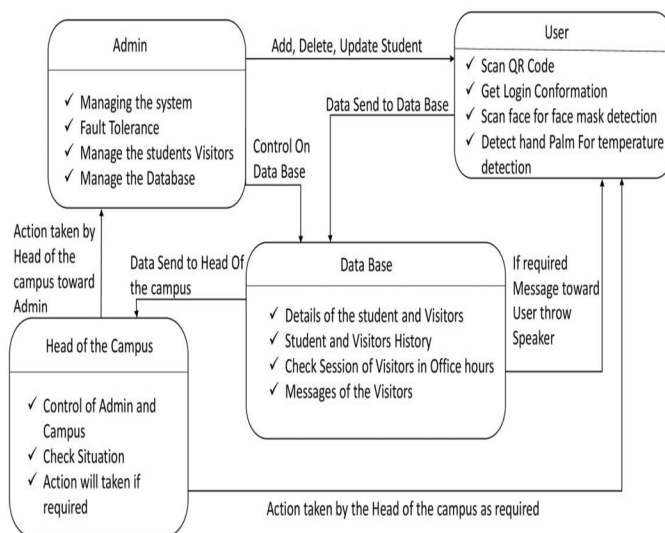 Admin
✓ Managing the system
✓ Fault Tolerance
✓ Manage the students Visitors
✓ Manage the Database
Add, Delete, Update Student
User
✓ Scan QR Code
✓ Get Login Conformation
✓ Scan face for face mask detection
✓ Detect hand Palm For temperature
detection
Data Send to Data Base
Control On
Data Base
Action taken by
Head of the
campus toward
Admin
Data Send to Head Of
the campus
Data Base
✓ Details of the student and Visitors
✓ Student and Visitors History
✓ Check Session of Visitors in Office hours
✓ Messages of the Visitors
If required
Message toward
User throw
Speaker
Head of the Campus
✓ Control of Admin and
Campus
✓ Check Situation
✓ Action will taken if
required
Action taken by the Head of the campus as required